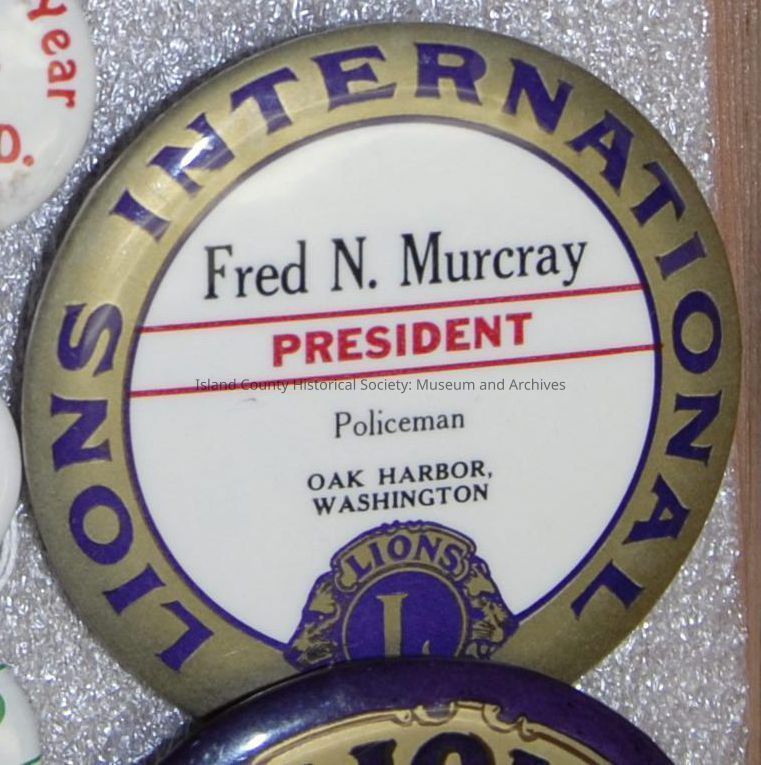 Year
LIONS INTERNATIONAL
Fred N. Murcray
PRESIDENT
Island County Historical Society: Museum and Archives
Policeman
OAK HARBOR,
WASHINGTON
LIONS
L